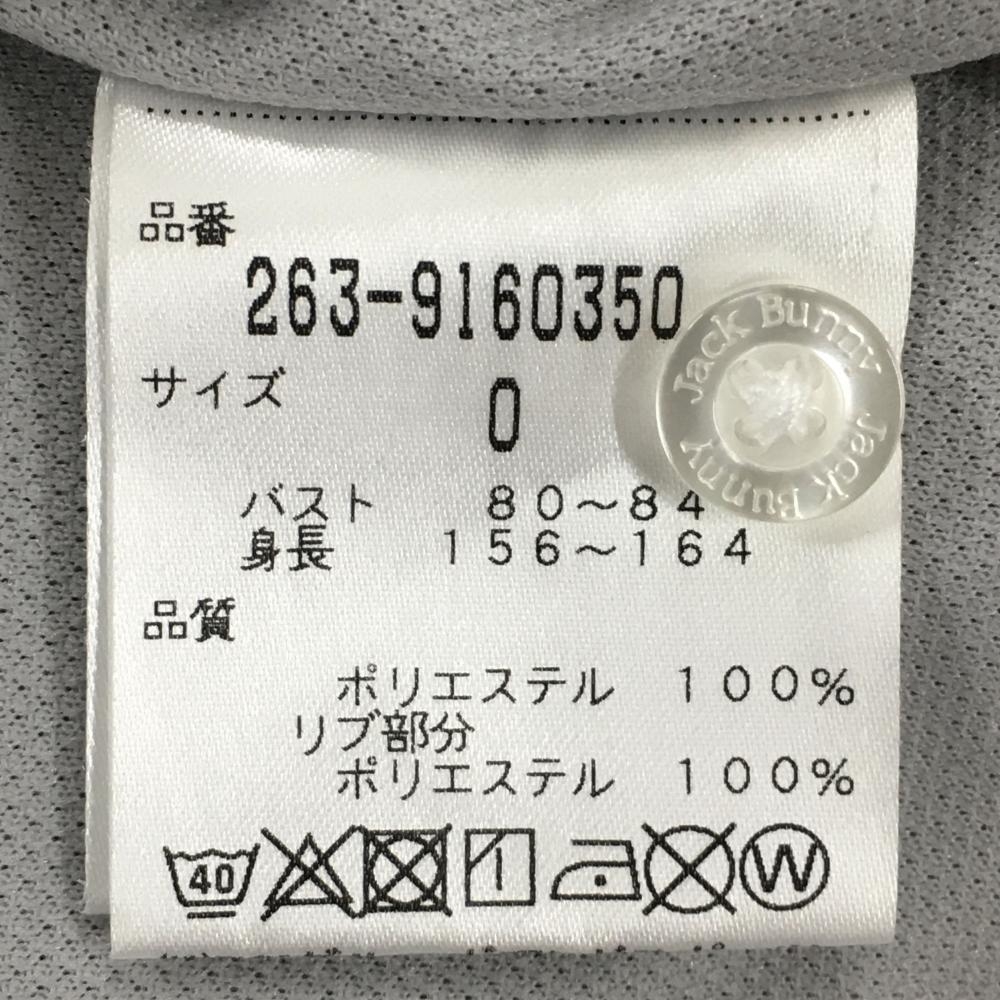 品番
263-9160350
サイズ
0
バスト 80～84
身長 156～164
品質
ポリエステル 100%
リブ部分
ポリエステル 100%
40
W
Jack Bunny
Jack Bunny